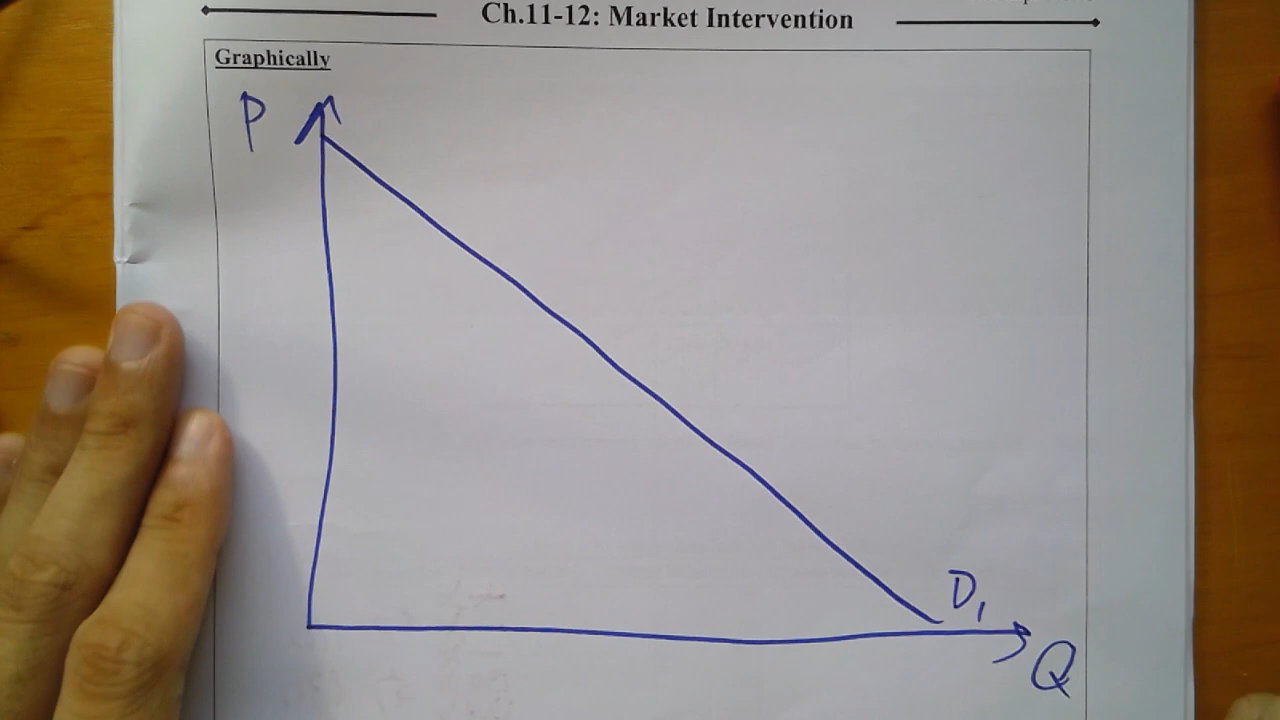 Ch.11-12: Market Intervention
Graphically
P
D₁
Q